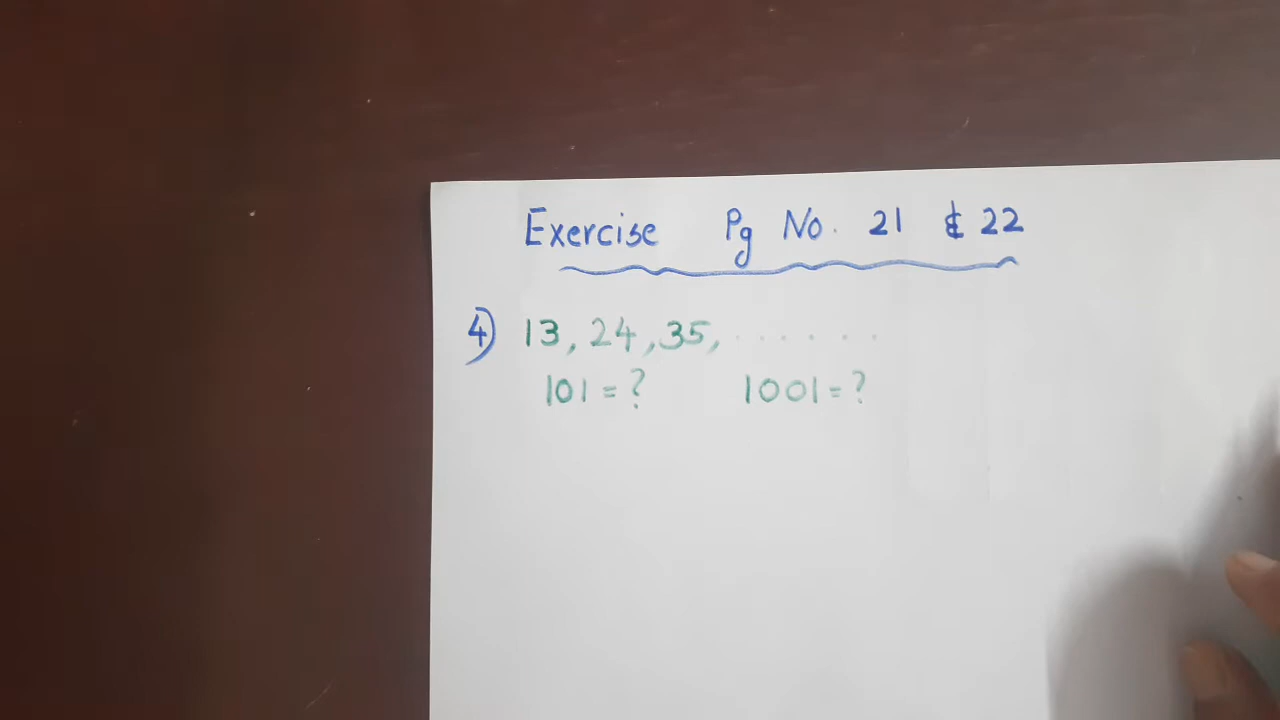 Exercise Pg No. 21 & 22
4) 13, 24, 35, . . . . . .
101 = ? 1001 = ?